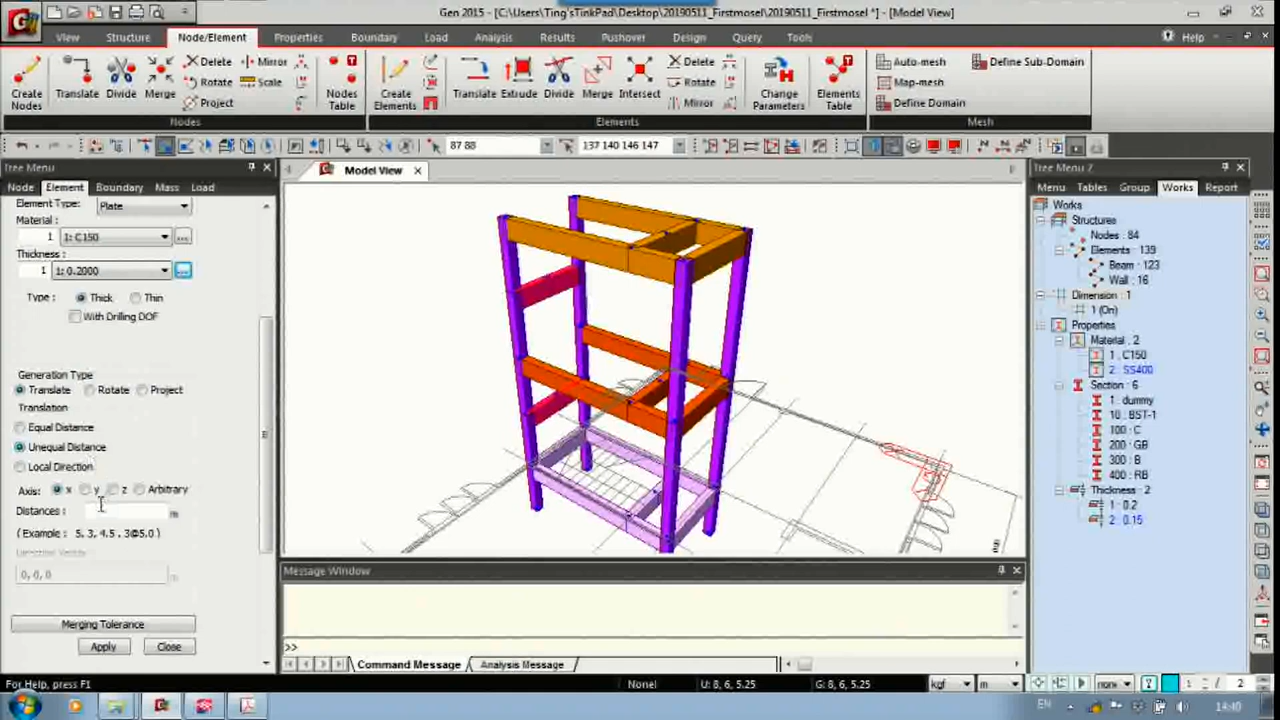 Gen 2015 - [C:\Users\Ting'sTinkPad\Desktop\20190511_Firstmosel\20190511_Firstmosel *] - [Model View]
View Structure Node/Element Properties Boundary Load Analysis Results Pushover Design Query Tools Help
Create Nodes
Translate
Divide
Merge
Delete
Rotate
Project
Mirror
Scale
Nodes Table
Create Elements
Translate
Extrude
Divide
Merge
Intersect
Delete
Rotate
Mirror
Change Parameters
Elements Table
Auto-mesh
Map-mesh
Define Domain
Define Sub-Domain
Nodes Elements Mesh
87 88
137 140 146 147
Tree Menu
Node Element Boundary Mass Load
Element Type: Plate
Material :
1 1: C150
Thickness :
1 1: 0.2000
Type : Thick Thin
With Drilling DOF
Generation Type
Translate Rotate Project
Translation
Equal Distance
Unequal Distance
Local Direction
Axis: x y z Arbitrary
Distances : m
( Example : 5, 3, 4.5 , 3@5.0 )
Direction Vector
0, 0, 0
Merging Tolerance
Apply Close
Model View
Message Window
>>
Command Message Analysis Message
Tree Menu 2
Menu Tables Group Works Report
Works
Structures
Nodes : 84
Elements : 139
Beam : 123
Wall : 16
Dimension : 1
1 (On)
Properties
Material : 2
1 : C150
2 : SS400
Section : 6
1 : dummy
10 : BST-1
100 : C
200 : GB
300 : B
400 : RB
Thickness : 2
1 : 0.2
2 : 0.15
For Help, press F1
None!
U: 8, 6, 5.25
G: 8, 6, 5.25
kgf
m
none
1 / 2
EN
14:40